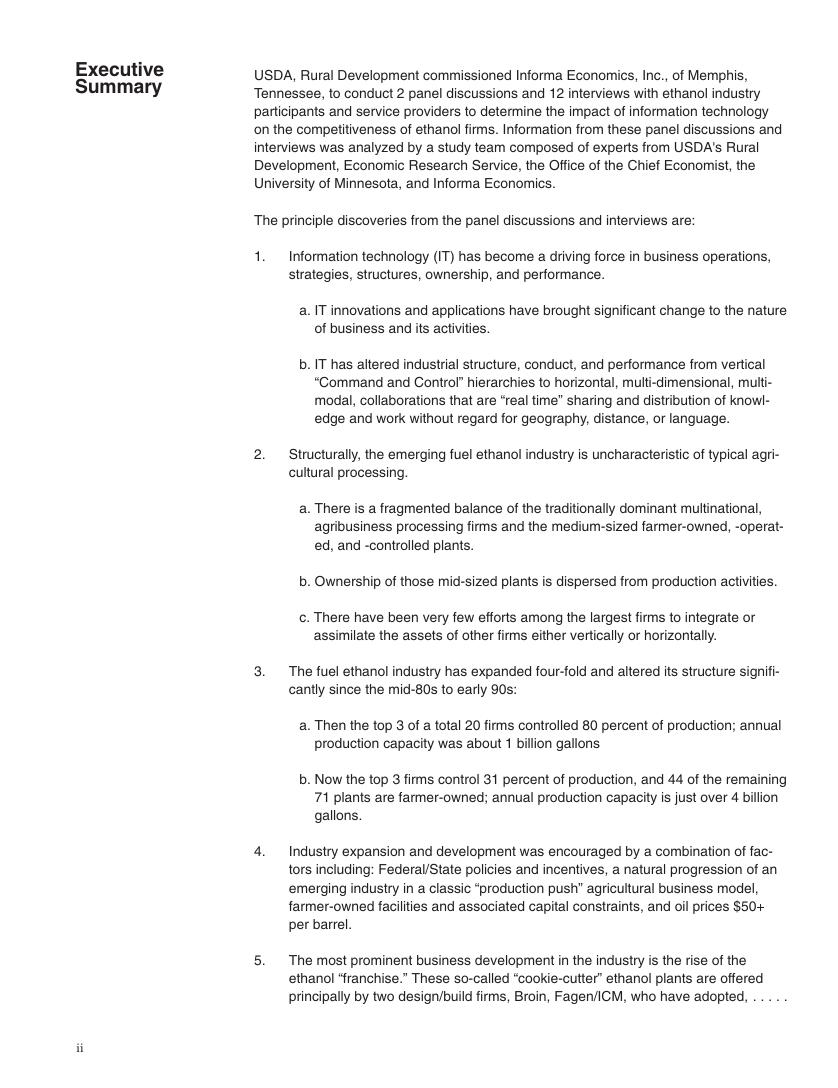 Executive
Summary
USDA, Rural Development commissioned Informa Economics, Inc., of Memphis,
Tennessee, to conduct 2 panel discussions and 12 interviews with ethanol industry
participants and service providers to determine the impact of information technology
on the competitiveness of ethanol firms. Information from these panel discussions and
interviews was analyzed by a study team composed of experts from USDA's Rural
Development, Economic Research Service, the Office of the Chief Economist, the
University of Minnesota, and Informa Economics.
The principle discoveries from the panel discussions and interviews are:
1. Information technology (IT) has become a driving force in business operations,
strategies, structures, ownership, and performance.
a. IT innovations and applications have brought significant change to the nature
of business and its activities.
b. IT has altered industrial structure, conduct, and performance from vertical
“Command and Control” hierarchies to horizontal, multi-dimensional, multi-
modal, collaborations that are “real time” sharing and distribution of knowl-
edge and work without regard for geography, distance, or language.
2. Structurally, the emerging fuel ethanol industry is uncharacteristic of typical agri-
cultural processing.
a. There is a fragmented balance of the traditionally dominant multinational,
agribusiness processing firms and the medium-sized farmer-owned, -operat-
ed, and -controlled plants.
b. Ownership of those mid-sized plants is dispersed from production activities.
c. There have been very few efforts among the largest firms to integrate or
assimilate the assets of other firms either vertically or horizontally.
3. The fuel ethanol industry has expanded four-fold and altered its structure signifi-
cantly since the mid-80s to early 90s:
a. Then the top 3 of a total 20 firms controlled 80 percent of production; annual
production capacity was about 1 billion gallons
b. Now the top 3 firms control 31 percent of production, and 44 of the remaining
71 plants are farmer-owned; annual production capacity is just over 4 billion
gallons.
4. Industry expansion and development was encouraged by a combination of fac-
tors including: Federal/State policies and incentives, a natural progression of an
emerging industry in a classic “production push” agricultural business model,
farmer-owned facilities and associated capital constraints, and oil prices $50+
per barrel.
5. The most prominent business development in the industry is the rise of the
ethanol “franchise.” These so-called “cookie-cutter” ethanol plants are offered
principally by two design/build firms, Broin, Fagen/ICM, who have adopted, . . . . .
ii